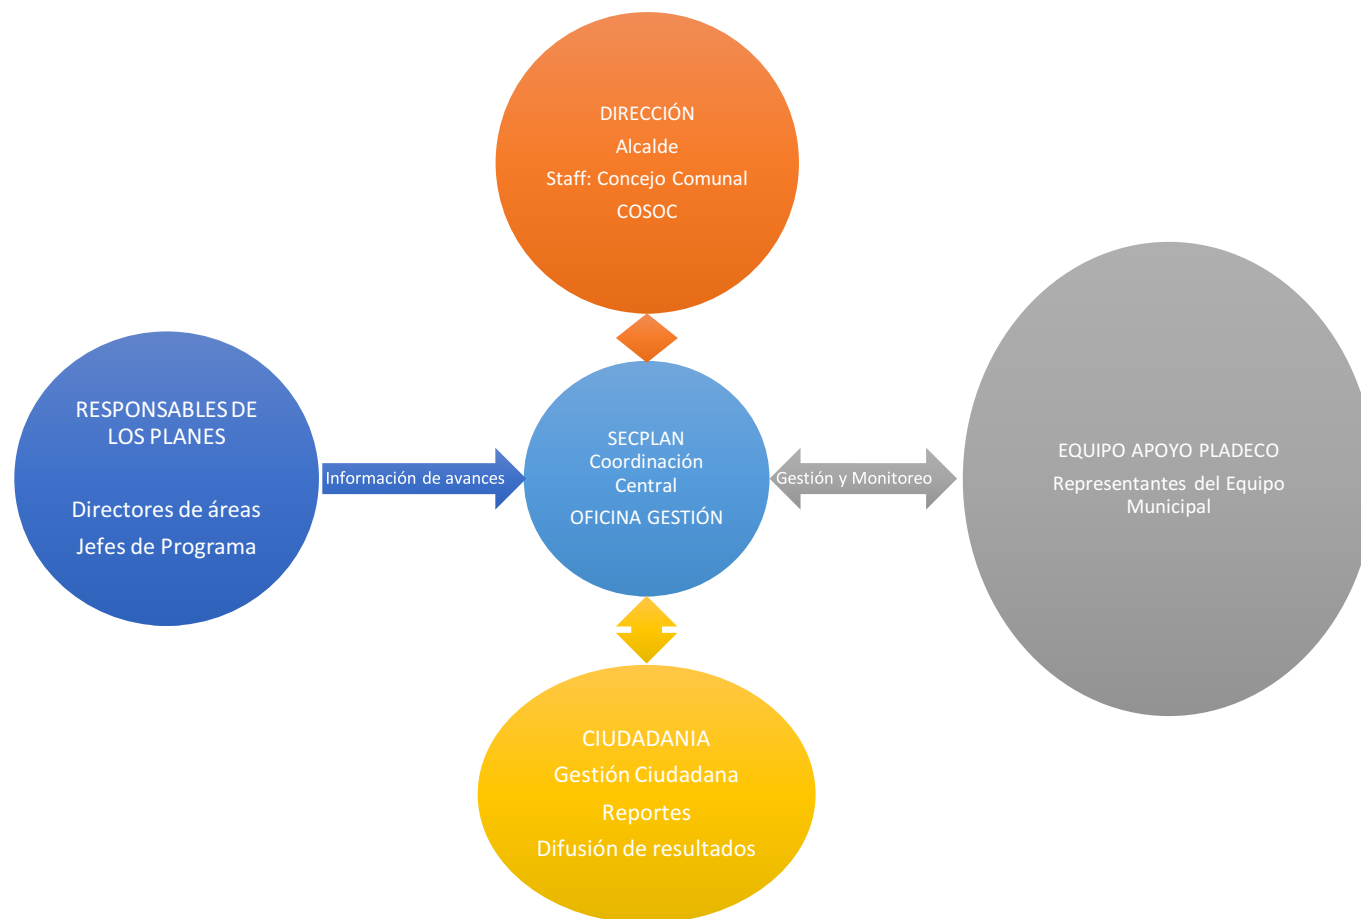 DIRECCIÓN
Alcalde
Staff: Concejo Comunal
COSOC
RESPONSABLES DE
LOS PLANES
Directores de áreas
Jefes de Programa
Información de avances
SECPLAN
Coordinación
Central
OFICINA GESTIÓN
Gestión y Monitoreo
EQUIPO APOYO PLADECO
Representantes del Equipo
Municipal
CIUDADANIA
Gestión Ciudadana
Reportes
Difusión de resultados